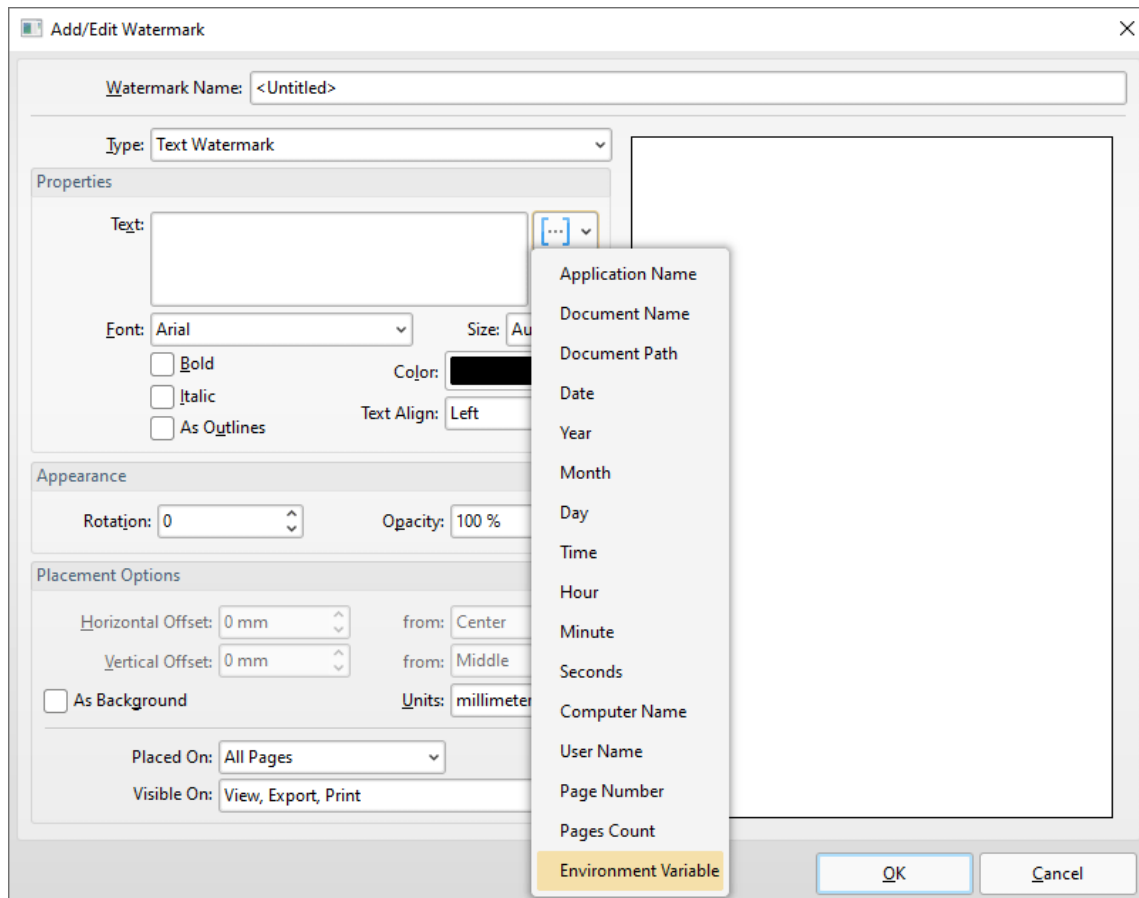 Add/Edit Watermark
Watermark Name: <Untitled>
Type: Text Watermark
Properties
Text:
Font: Arial
Size: Au
Bold
Color:
Italic
Text Align: Left
As Outlines
Appearance
Rotation: 0
Opacity: 100 %
Placement Options
Horizontal Offset: 0 mm
from: Center
Vertical Offset: 0 mm
from: Middle
As Background
Units: millimeter
Placed On: All Pages
Visible On: View, Export, Print
Application Name
Document Name
Document Path
Date
Year
Month
Day
Time
Hour
Minute
Seconds
Computer Name
User Name
Page Number
Pages Count
Environment Variable
OK
Cancel